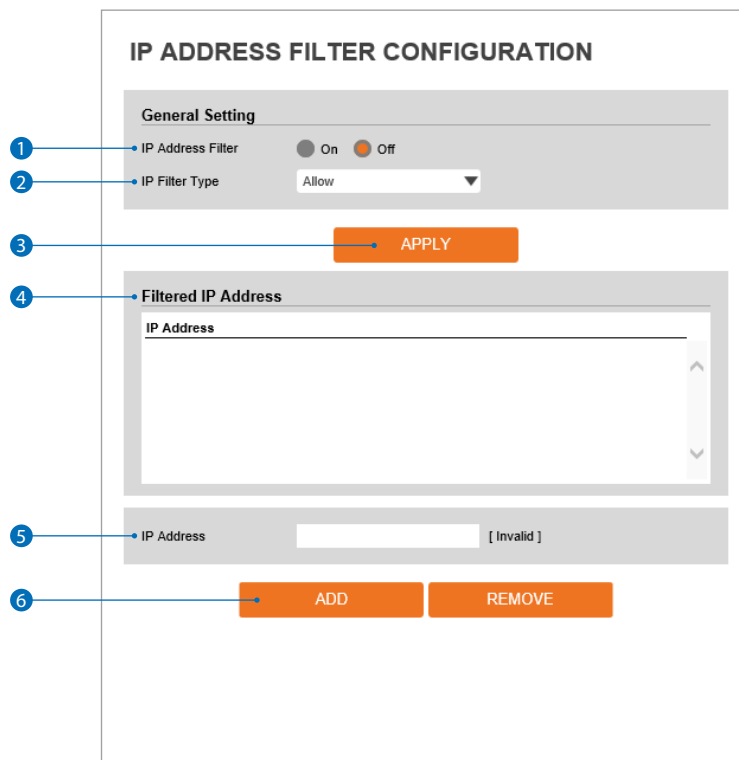 IP ADDRESS FILTER CONFIGURATION
General Setting
1 IP Address Filter On Off
2 IP Filter Type Allow
3 APPLY
4 Filtered IP Address
IP Address
5 IP Address [ Invalid ]
6 ADD REMOVE